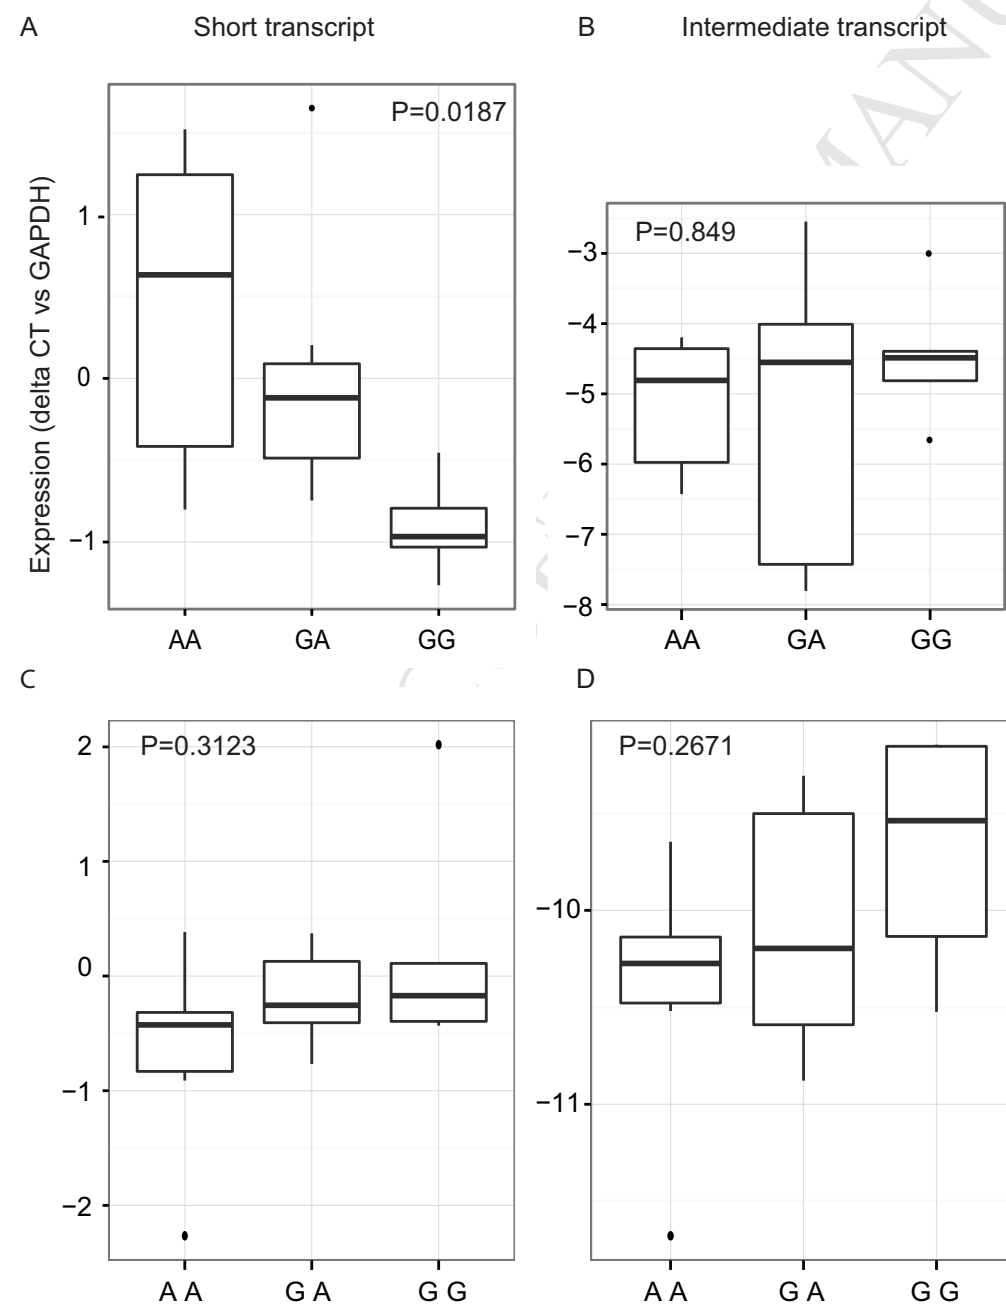 A Short transcript
B Intermediate transcript
Expression (delta CT vs GAPDH)
P=0.0187
1
0
−1
AA GA GG
P=0.849
−3
−4
−5
−6
−7
−8
AA GA GG
C
P=0.3123
2
1
0
−1
−2
A A G A G G
D
P=0.2671
−10
−11
A A G A G G